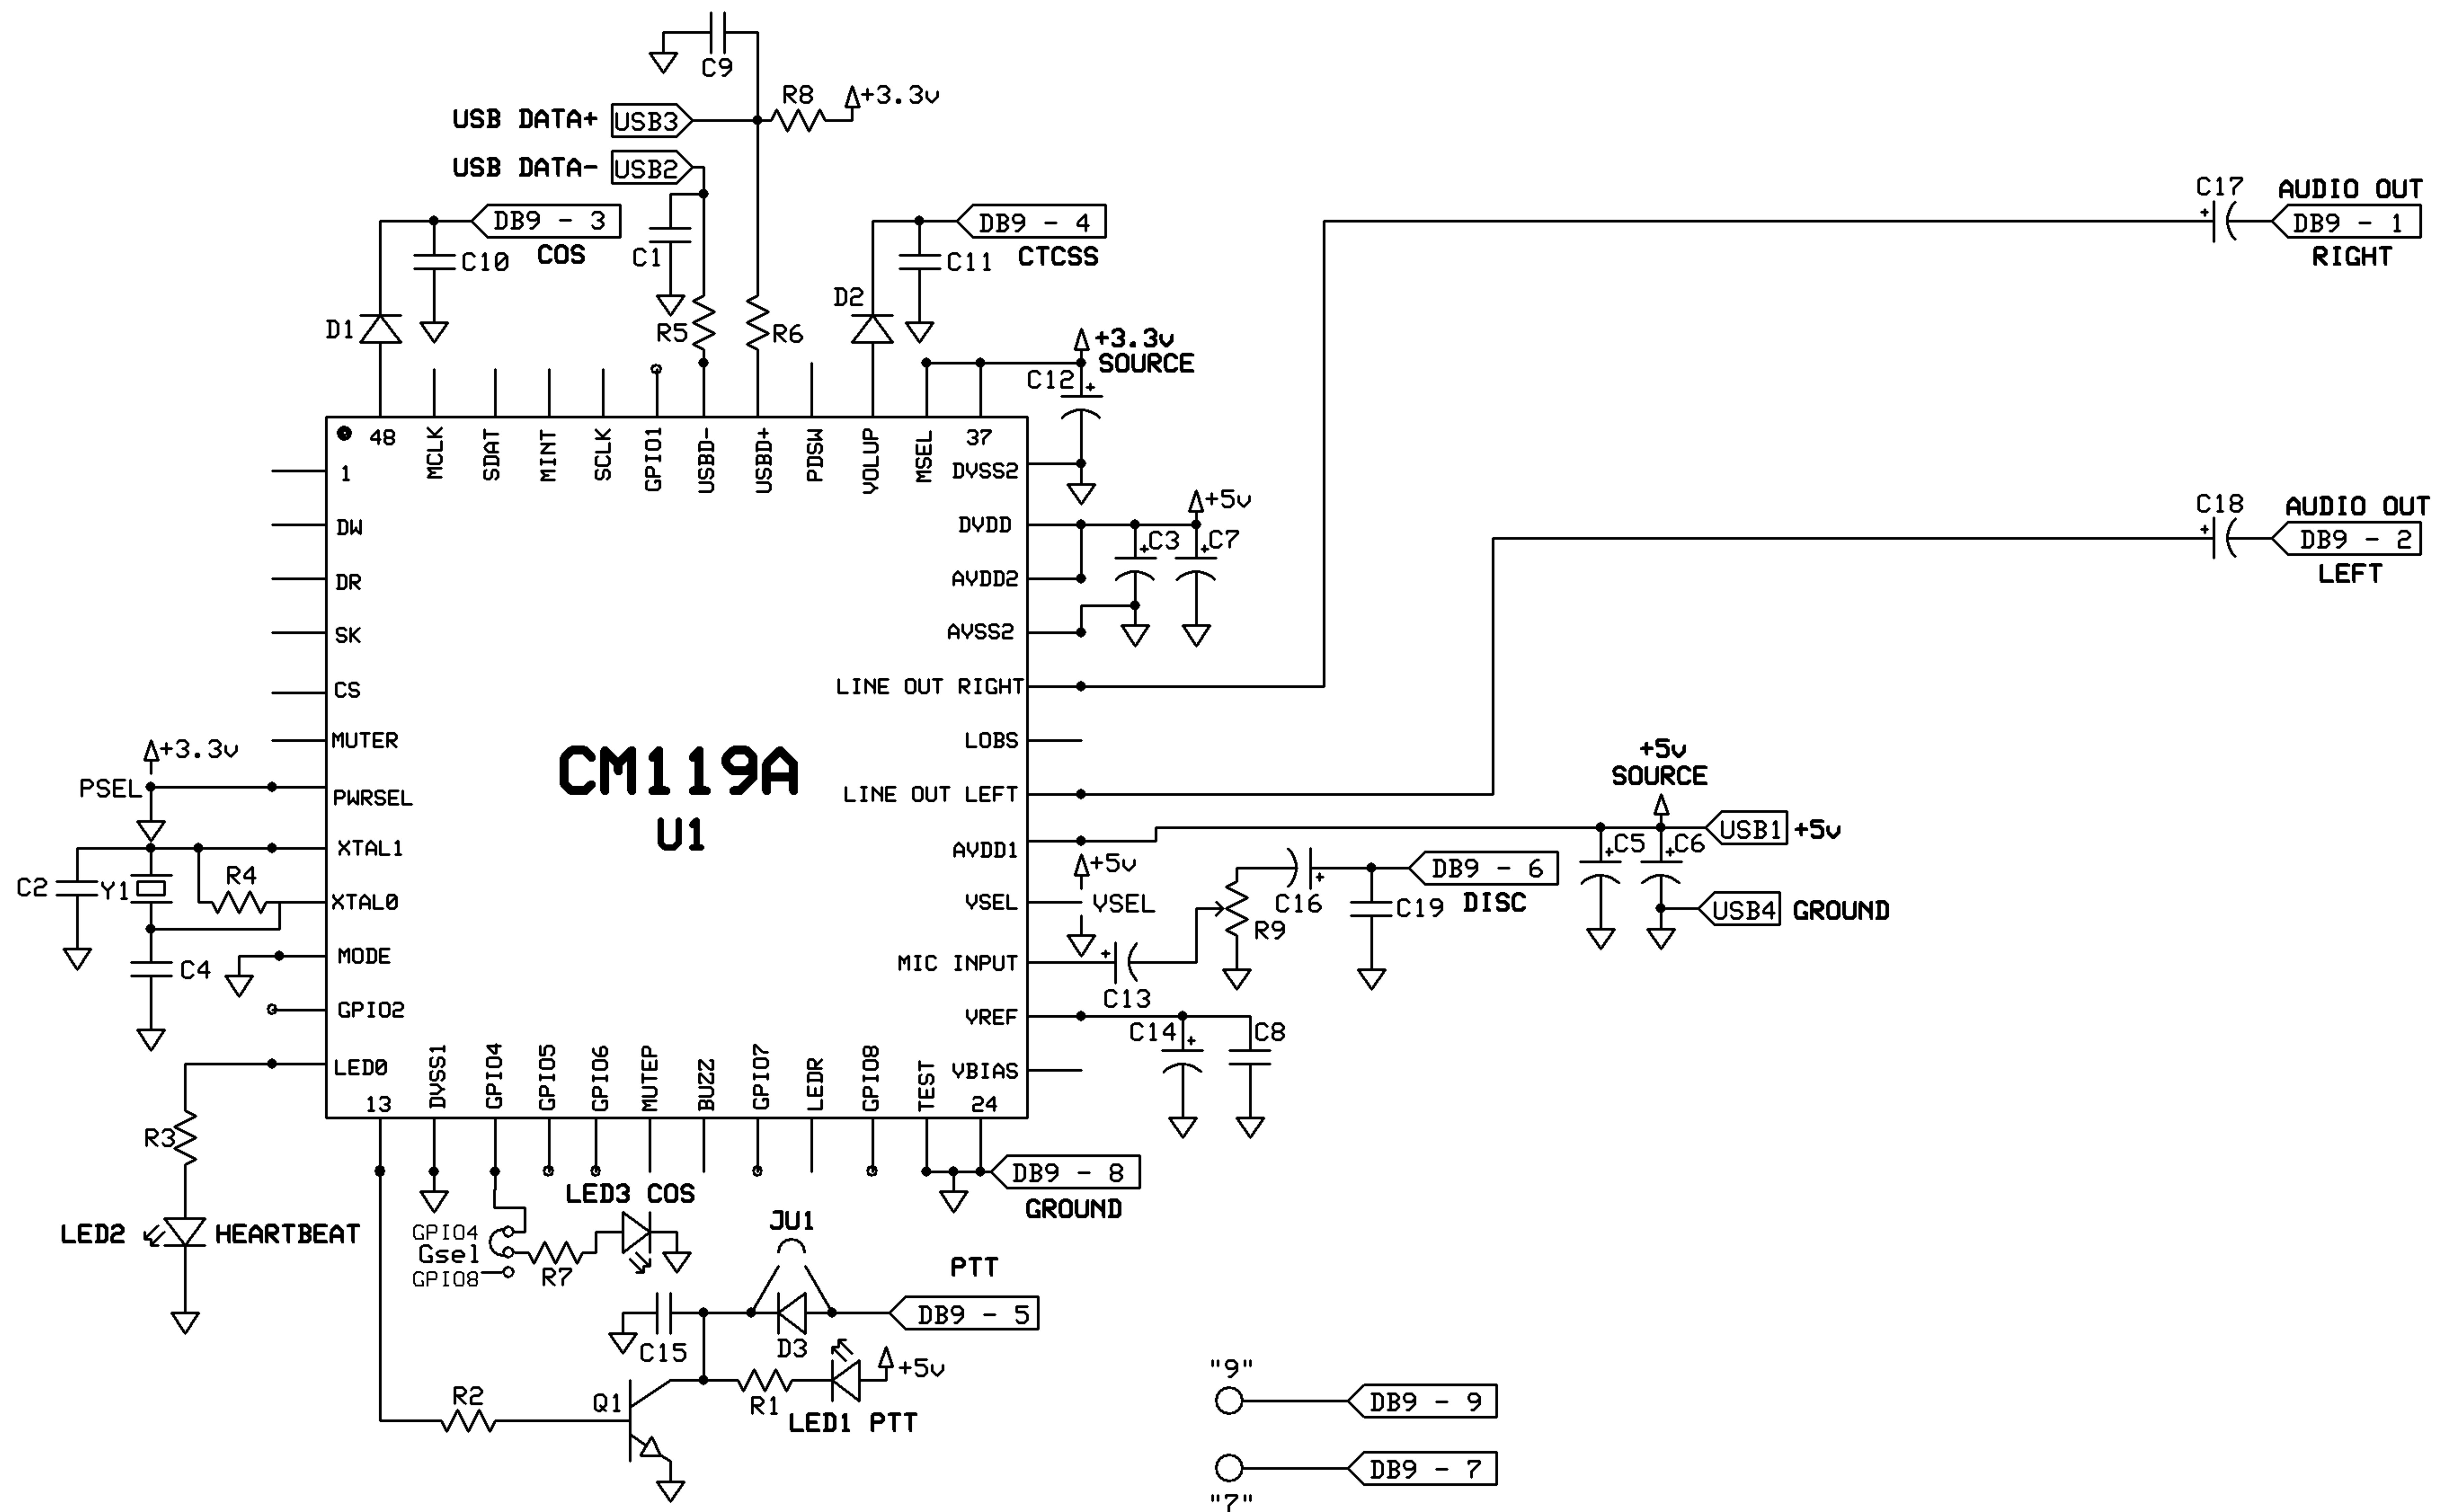 C9
R8
+3.3v
USB DATA+ USB3
USB DATA- USB2
C17 AUDIO OUT
DB9 - 1
RIGHT
DB9 - 3
COS
C10
C1
DB9 - 4
CTCSS
C11
D1
R5
R6
D2
+3.3v
SOURCE
C12
+
48
MCLK
SDAT
MINT
SCLK
GPIO1
USBD-
USBD+
PDSW
VOLUP
MSEL
37
1
DVSS2
DW
DVDD
+5v
+C3
+C7
C18 AUDIO OUT
+
DB9 - 2
LEFT
DR
AVDD2
SK
AVSS2
CS
LINE OUT RIGHT
MUTER
LOBS
+3.3v
PSEL
PWRSEL
CM119A
U1
LINE OUT LEFT
+5v
SOURCE
USB1 +5v
XTAL1
AVDD1
+5v
+C5
+C6
C2
Y1
R4
XTAL0
VSEL
VSEL
C16
+
DB9 - 6
DISC
C19
R9
USB4 GROUND
C4
MODE
MIC INPUT
+
C13
GPIO2
VREF
C14
+
C8
LED0
VBIAS
13
DVSS1
GPIO4
GPIO5
GPIO6
MUTEP
BUZZ
GPIO7
LEDR
GPIO8
TEST
24
R3
DB9 - 8
GROUND
LED3 COS
LED2
HEARTBEAT
GPIO4
Gsel
GPIO8
R7
JU1
PTT
DB9 - 5
C15
D3
+5v
R2
Q1
R1
LED1 PTT
"9"
DB9 - 9
DB9 - 7
"7"